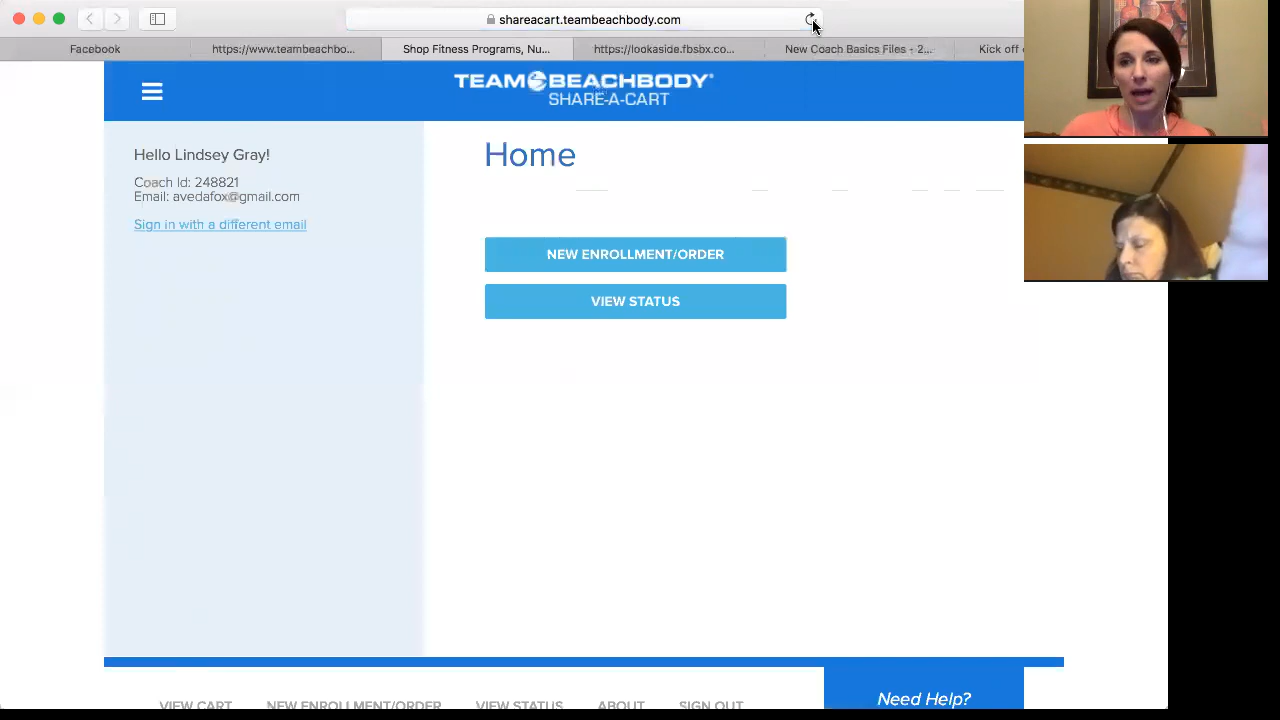 shareacart.teambeachbody.com
Facebook
https://www.teambeachbo...
Shop Fitness Programs, Nu...
https://lookaside.fbsbx.co...
New Coach Basics Files - 2...
Kick off
TEAM BEACHBODY
SHARE-A-CART
Hello Lindsey Gray!
Coach Id: 248821
Email: avedafox@gmail.com
Sign in with a different email
Home
NEW ENROLLMENT/ORDER
VIEW STATUS
VIEW CART
NEW ENROLLMENT/ORDER
VIEW STATUS
ABOUT
SIGN OUT
Need Help?